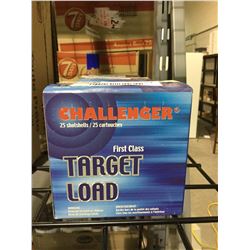 CHALLENGER
25 shotshells / 25 cartouches
First Class
TARGET
LOAD